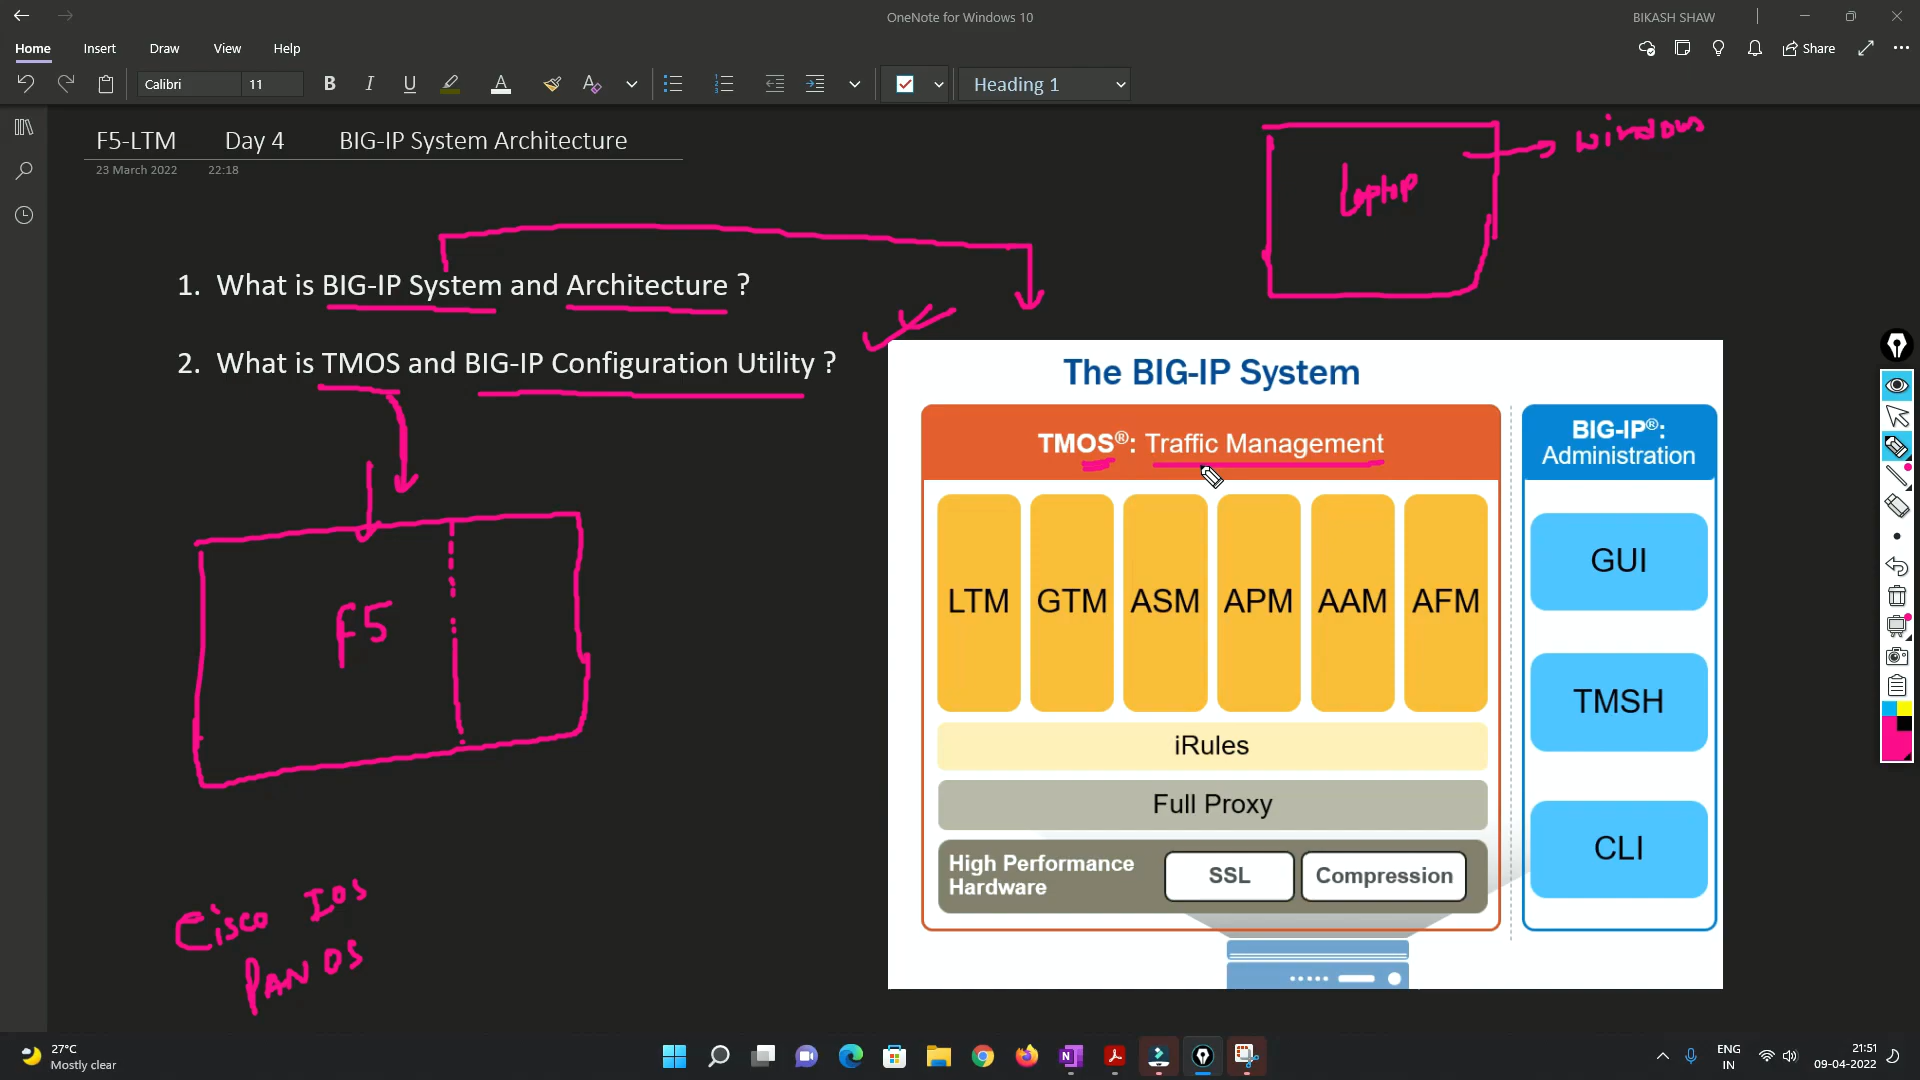 OneNote for Windows 10
BIKASH SHAW
Home Insert Draw View Help
Share
Calibri 11 B I U A A Heading 1
F5-LTM Day 4 BIG-IP System Architecture
23 March 2022 22:18
Laptop
windows
1. What is BIG-IP System and Architecture ?
2. What is TMOS and BIG-IP Configuration Utility ?
F5
Cisco IOS
PAN OS
The BIG-IP System
TMOS®: Traffic Management
LTM GTM ASM APM AAM AFM
iRules
Full Proxy
High Performance
Hardware
SSL Compression
BIG-IP®:
Administration
GUI
TMSH
CLI
27°C
Mostly clear
ENG
IN
21:51
09-04-2022